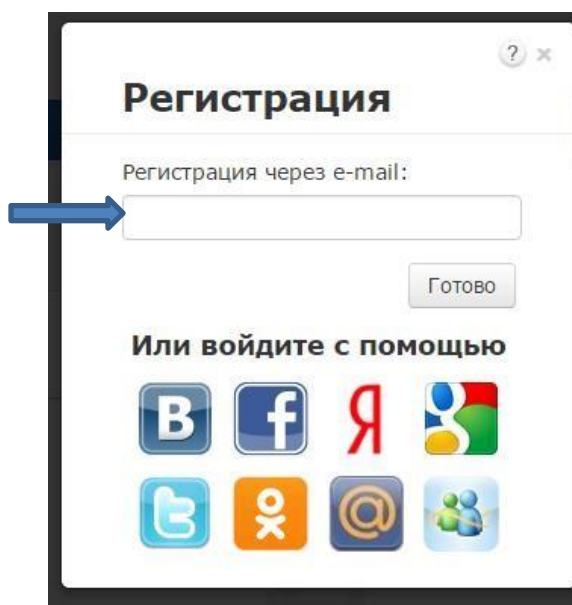 ?
×
Регистрация
Регистрация через e-mail:
Готово
Или войдите с помощью
В f Я g
t @